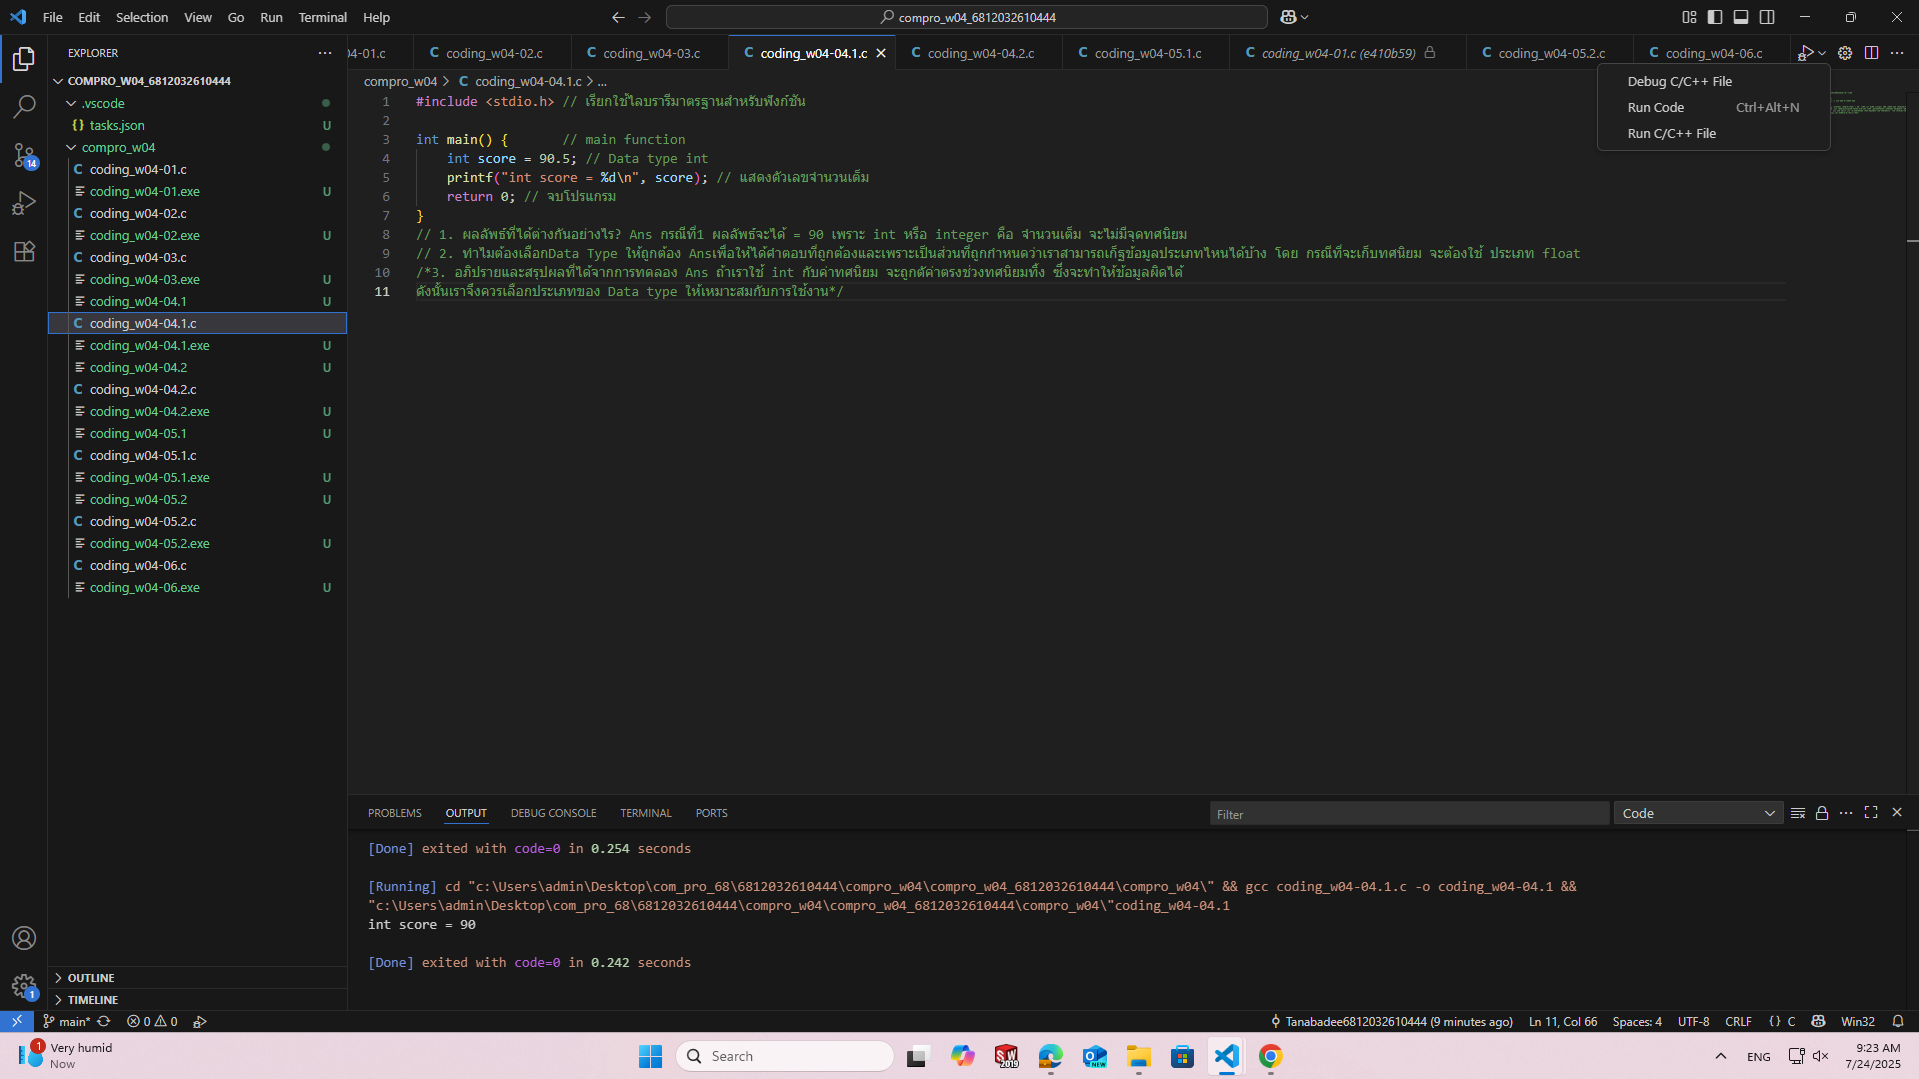 File Edit Selection View Go Run Terminal Help
compro_w04_6812032610444
EXPLORER
COMPRO_W04_6812032610444
.vscode
tasks.json U
compro_w04
coding_w04-01.c
coding_w04-01.exe U
coding_w04-02.c
coding_w04-02.exe U
coding_w04-03.c
coding_w04-03.exe U
coding_w04-04.1 U
coding_w04-04.1.c
coding_w04-04.1.exe U
coding_w04-04.2 U
coding_w04-04.2.c
coding_w04-04.2.exe U
coding_w04-05.1 U
coding_w04-05.1.c
coding_w04-05.1.exe U
coding_w04-05.2 U
coding_w04-05.2.c
coding_w04-05.2.exe U
coding_w04-06.c
coding_w04-06.exe U
OUTLINE
TIMELINE
14
1
04-01.c coding_w04-02.c coding_w04-03.c coding_w04-04.1.c coding_w04-04.2.c coding_w04-05.1.c coding_w04-01.c (e410b59) coding_w04-05.2.c coding_w04-06.c
compro_w04 > coding_w04-04.1.c > ...
Debug C/C++ File
Run Code Ctrl+Alt+N
Run C/C++ File
1 #include <stdio.h> // เรียกใช้ไลบรารีมาตรฐานสำหรับฟังก์ชัน
2
3 int main() { // main function
4 int score = 90.5; // Data type int
5 printf("int score = %d\n", score); // แสดงตัวเลขจำนวนเต็ม
6 return 0; // จบโปรแกรม
7 }
8 // 1. ผลลัพธ์ที่ได้ต่างกันอย่างไร? Ans กรณีที่1 ผลลัพธ์จะได้ = 90 เพราะ int หรือ integer คือ จำนวนเต็ม จะไม่มีจุดทศนิยม
9 // 2. ทำไมต้องเลือกData Type ให้ถูกต้อง Ansเพื่อให้ได้คำตอบที่ถูกต้องและเพราะเป็นส่วนที่ถูกกำหนดว่าเราสามารถเก็ฐข้อมูลประเภทไหนได้บ้าง โดย กรณีที่จะเก็บทศนิยม จะต้องใช้ ประเภท float
10 /*3. อภิปรายและสรุปผลที่ได้จากการทดลอง Ans ถ้าเราใช้ int กับค่าทศนิยม จะถูกตัค่าตรงช่วงทศนิยมทิ้ง ซึ่งจะทำให้ข้อมูลผิดได้
11 ดังนั้นเราจึงควรเลือกประเภทของ Data type ให้เหมาะสมกับการใช้งาน*/
PROBLEMS OUTPUT DEBUG CONSOLE TERMINAL PORTS
Filter
Code
[Done] exited with code=0 in 0.254 seconds
[Running] cd "c:\Users\admin\Desktop\com_pro_68\6812032610444\compro_w04\compro_w04_6812032610444\compro_w04\" && gcc coding_w04-04.1.c -o coding_w04-04.1 &&
"c:\Users\admin\Desktop\com_pro_68\6812032610444\compro_w04\compro_w04_6812032610444\compro_w04\"coding_w04-04.1
int score = 90
[Done] exited with code=0 in 0.242 seconds
main* 0 0 Tanabadee6812032610444 (9 minutes ago) Ln 11, Col 66 Spaces: 4 UTF-8 CRLF {} C Win32
1
Very humid
Now
Search
SW
2019
NEW
ENG
9:23 AM
7/24/2025